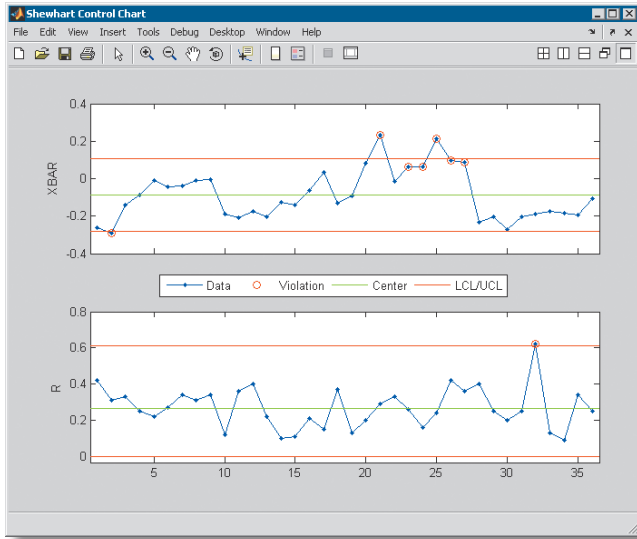 Shewhart Control Chart
File Edit View Insert Tools Debug Desktop Window Help
0.4
0.2
0
-0.2
-0.4
XBAR
Data Violation Center LCL/UCL
0.8
0.6
0.4
0.2
0
R
5 10 15 20 25 30 35